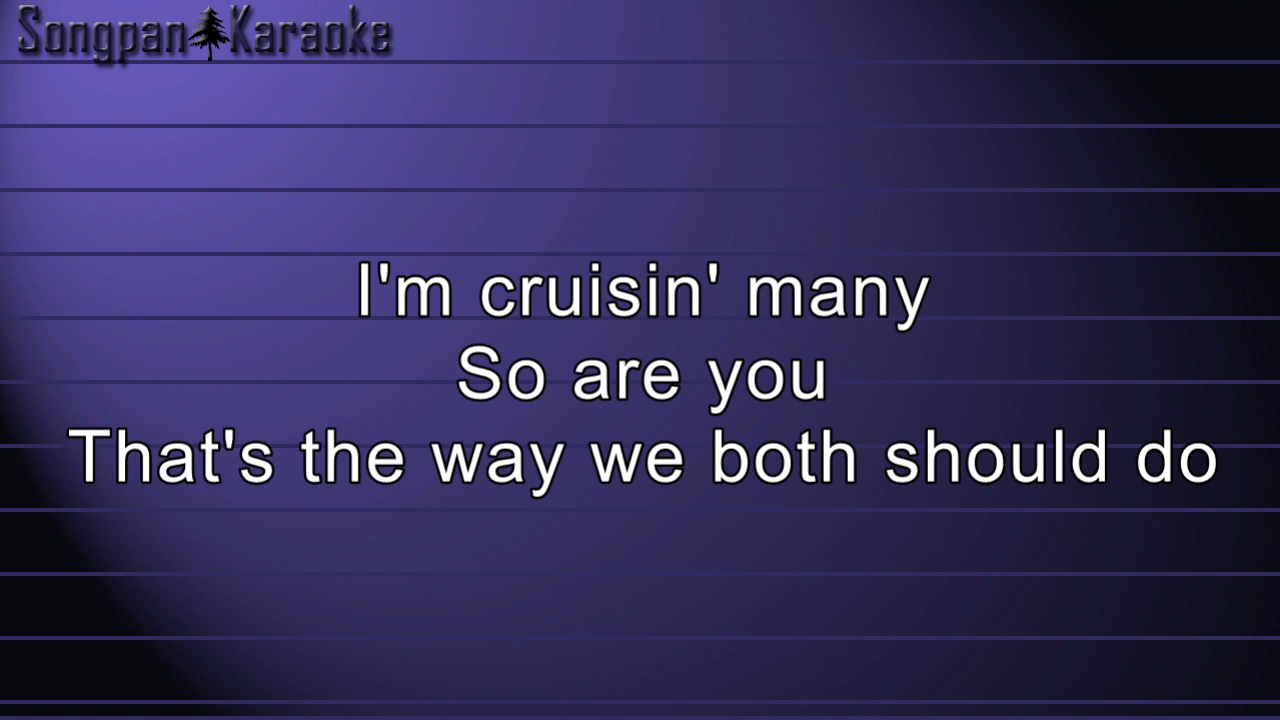 Songpan Karaoke
I'm cruisin' many
So are you
That's the way we both should do